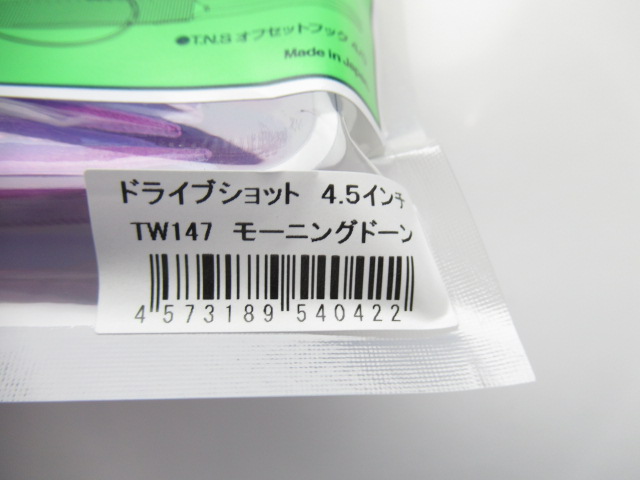 ●T.N.S オフセットフック
Made in Japan
ドライブショット 4.5インチ
TW147 モーニングドーン
4 573189 540422